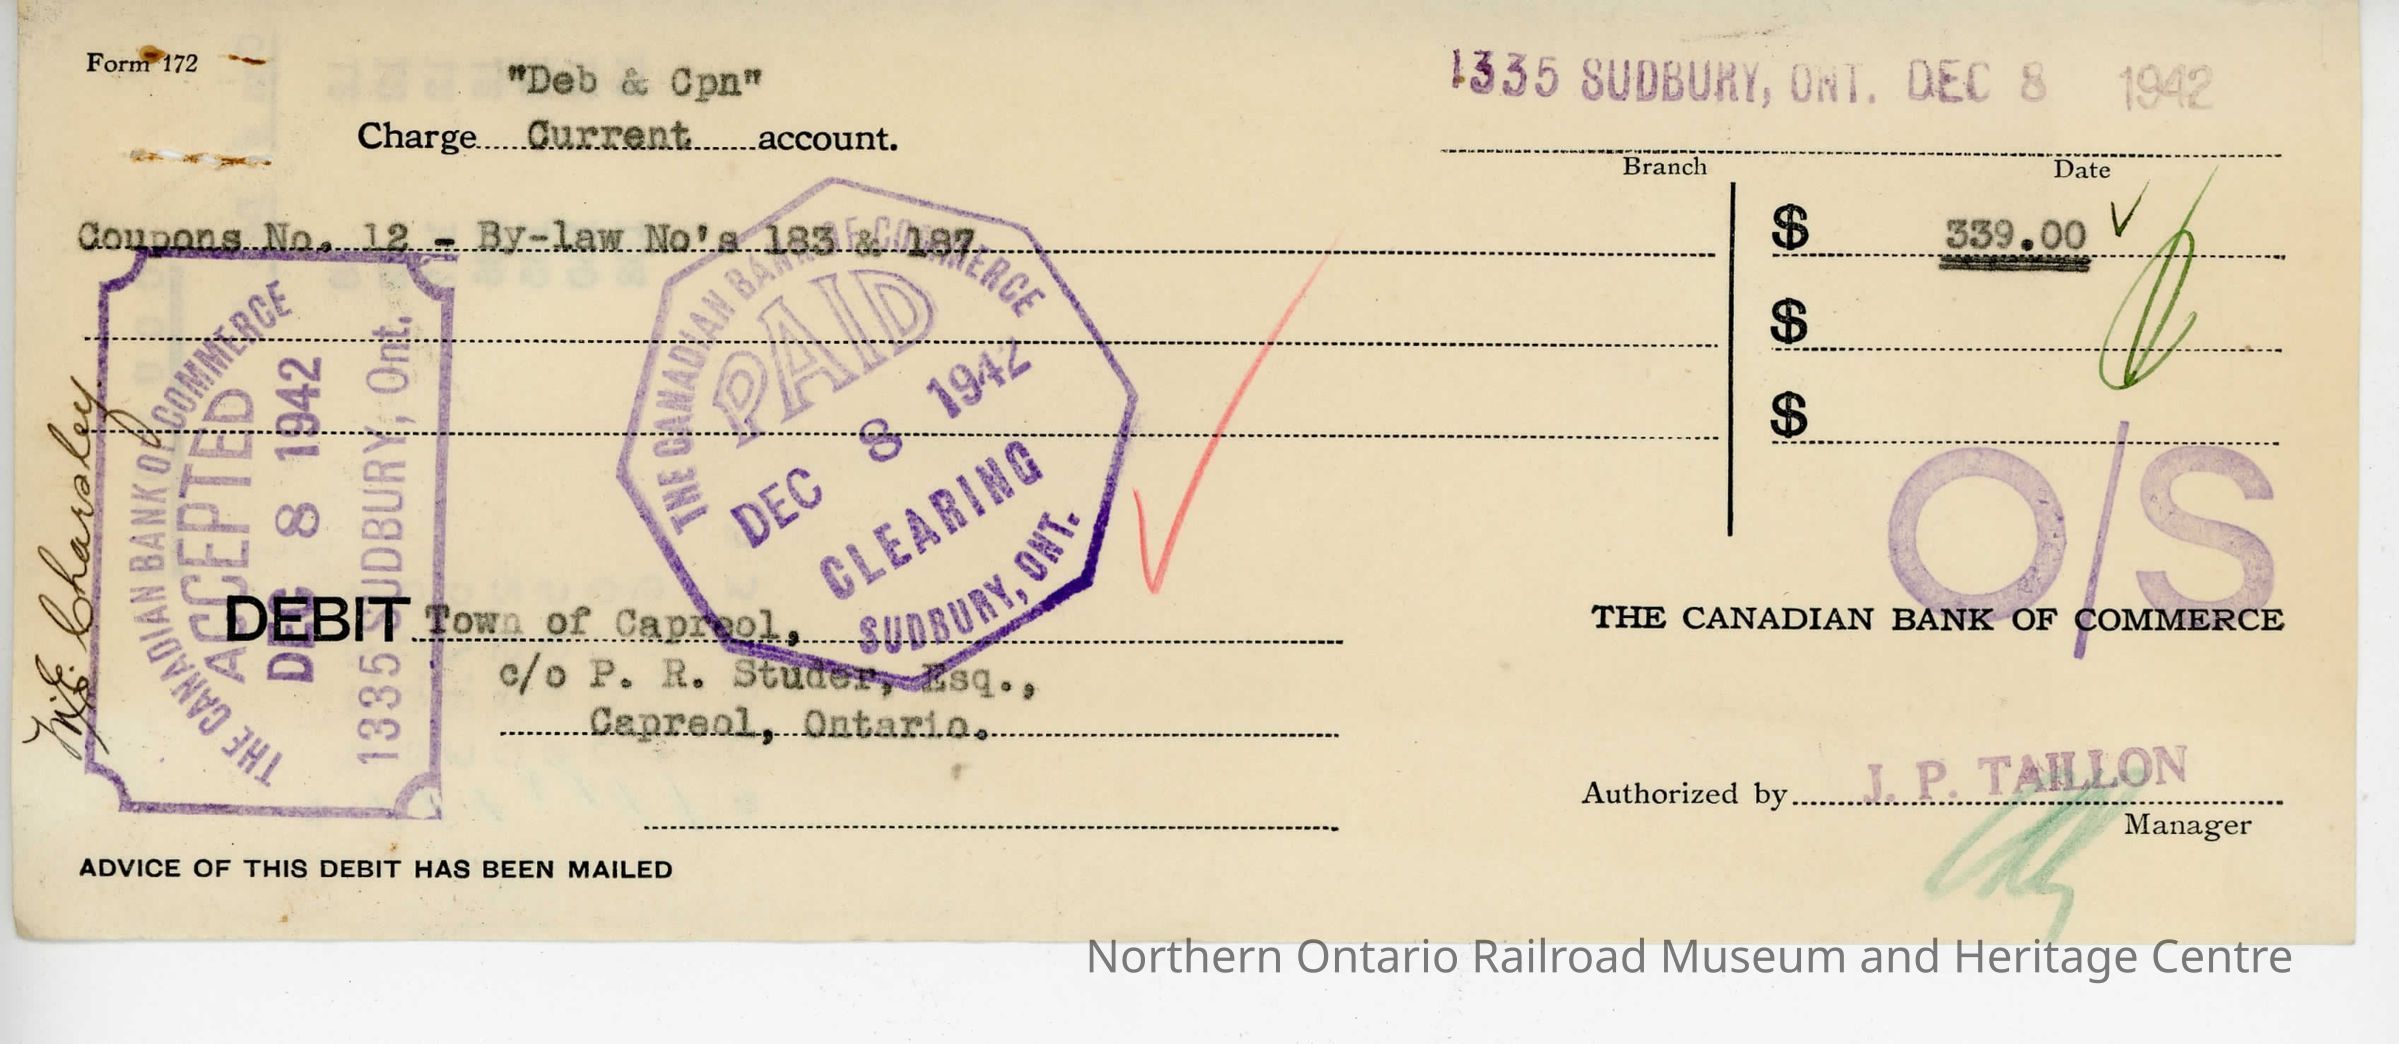 Form 172
"Deb & Cpn"
1335 SUDBURY, ONT. DEC 8 1942
Charge Current account.
Branch Date
Coupons No. 12 - By-law No's 183 & 187 $ 339.00
$
$
THE CANADIAN BANK OF COMMERCE
ACCEPTED
DEC 8 1942
1335 SUDBURY, Ont.
Charsley
THE CANADIAN BANK OF COMMERCE
PAID
DEC 8 1942
CLEARING
SUDBURY, ONT.
O/S
DEBIT Town of Capreol,
THE CANADIAN BANK OF COMMERCE
c/o P. R. Studer, Esq.,
Capreol, Ontario.
Authorized by J. P. TAILLON
Manager
ADVICE OF THIS DEBIT HAS BEEN MAILED
Northern Ontario Railroad Museum and Heritage Centre